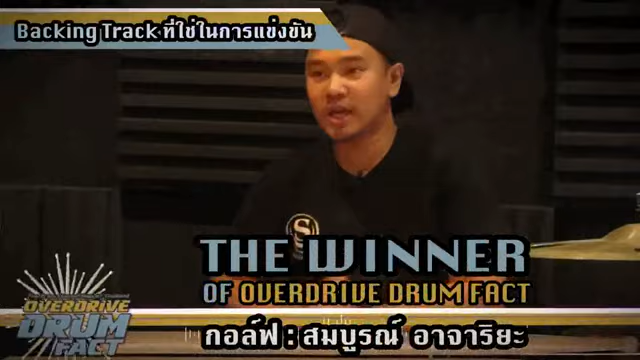 Backing Track ที่ใช่ในการแข่งขัน
S
THE WINNER
OF OVERDRIVE DRUM FACT
OVERDRIVE
DRUM
FACT
กอล์ฟ : สมบูรณ์ อาจาริยะ